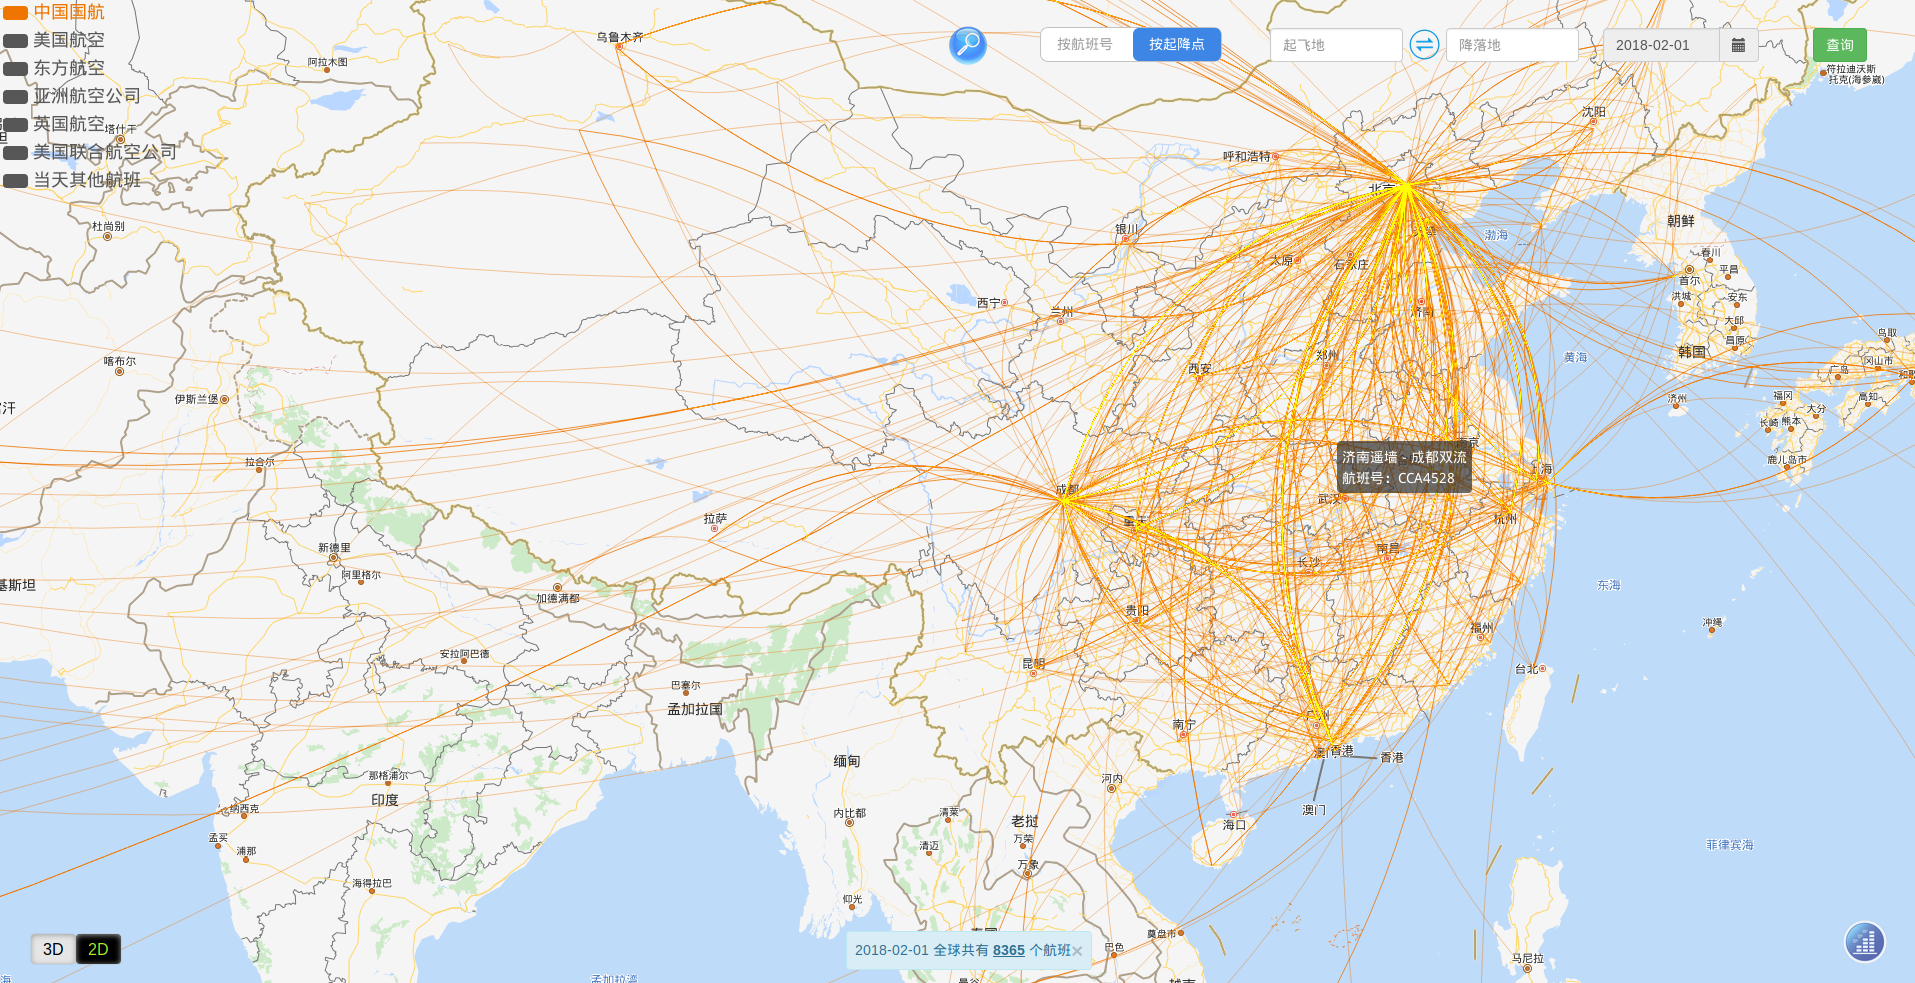 中国国航
美国航空
东方航空
亚洲航空公司
英国航空
美国联合航空公司
当天其他航班
按航班号
按起降点
起飞地
降落地
2018-02-01
查询
乌鲁木齐
阿拉木图
塔什干
杜尚别
喀布尔
伊斯兰堡
拉合尔
新德里
阿里格尔
基斯坦
加德满都
安拉阿巴德
巴塞尔
孟加拉国
那格浦尔
印度
纳西克
孟买
浦那
海得拉巴
孟加拉湾
缅甸
内比都
仰光
清莱
清迈
老挝
万荣
万象
河内
巴色
岘盘市
曼谷
拉萨
西宁
兰州
银川
呼和浩特
北京
沈阳
符拉迪沃斯
托克(海参崴)
太原
石家庄
济南
渤海
郑州
西安
成都
重庆
武汉
南京
上海
杭州
南昌
长沙
贵阳
昆明
福州
台北
南宁
广州
澳门
香港
香港
澳门
海口
济南遥墙 - 成都双流
航班号：CCA4528
朝鲜
春川
平昌
首尔
洪城
安东
大邱
昌原
韩国
济州
黄海
东海
鸟取
冈山市
广岛
高知
福冈
大分
长崎
熊本
鹿儿岛市
冲绳
菲律宾海
马尼拉
3D
2D
2018-02-01 全球共有 8365 个航班×